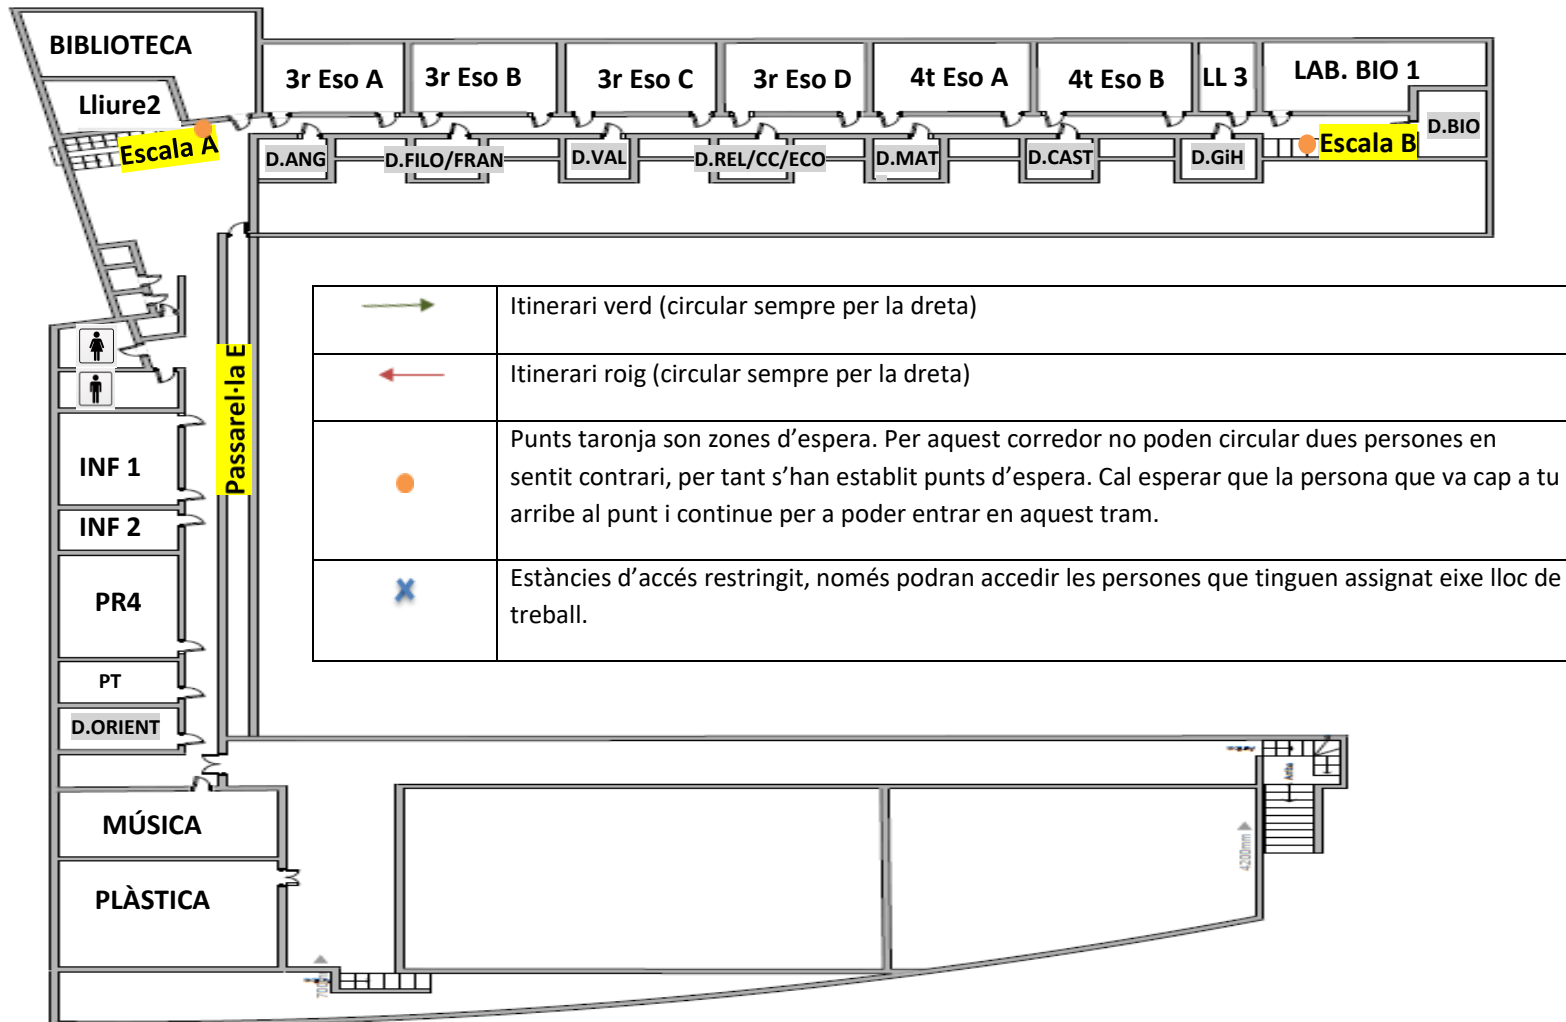 BIBLIOTECA
3r Eso A
3r Eso B
3r Eso C
3r Eso D
4t Eso A
4t Eso B
LL 3
LAB. BIO 1
Lliure2
Escala A
D.ANG
D.FILO/FRAN
D.VAL
D.REL/CC/ECO
D.MAT
D.CAST
D.GiH
Escala B
D.BIO
Passarel·la E
Itinerari verd (circular sempre per la dreta)
Itinerari roig (circular sempre per la dreta)
Punts taronja son zones d’espera. Per aquest corredor no poden circular dues persones en
sentit contrari, per tant s’han establit punts d’espera. Cal esperar que la persona que va cap a tu
arribe al punt i continue per a poder entrar en aquest tram.
Estàncies d’accés restringit, només podran accedir les persones que tinguen assignat eixe lloc de
treball.
INF 1
INF 2
PR4
PT
D.ORIENT
MÚSICA
PLÀSTICA
4200mm